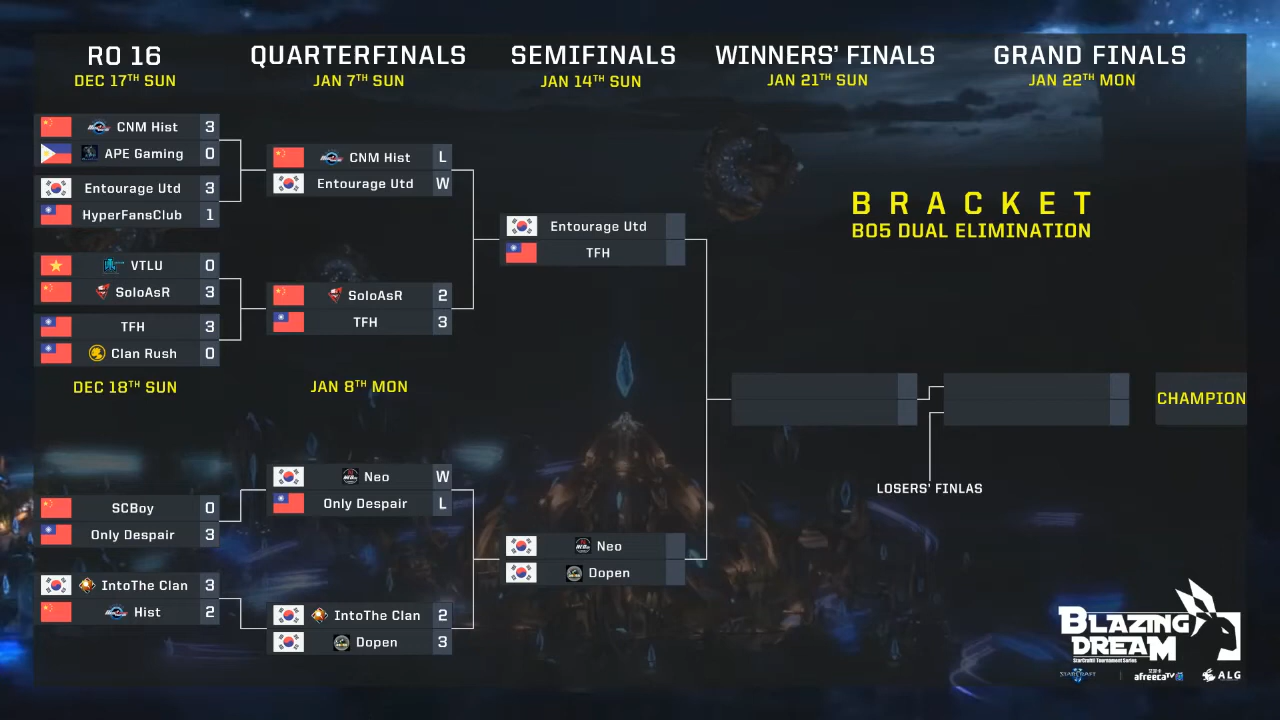 RO 16
DEC 17TH SUN
QUARTERFINALS
JAN 7TH SUN
SEMIFINALS
JAN 14TH SUN
WINNERS' FINALS
JAN 21TH SUN
GRAND FINALS
JAN 22TH MON
CNM Hist 3
APE Gaming 0
Entourage Utd 3
HyperFansClub 1
VTLU 0
SoloAsR 3
TFH 3
Clan Rush 0
DEC 18TH SUN
SCBoy 0
Only Despair 3
IntoThe Clan 3
Hist 2
CNM Hist L
Entourage Utd W
SoloAsR 2
TFH 3
JAN 8TH MON
Neo W
Only Despair L
IntoThe Clan 2
Dopen 3
Entourage Utd
TFH
Neo
Dopen
BRACKET
BO5 DUAL ELIMINATION
LOSERS' FINLAS
CHAMPION
BLAZING
DREAM
StarCraftII Tournament Series
STARCRAFT
afreecaTV
ALG